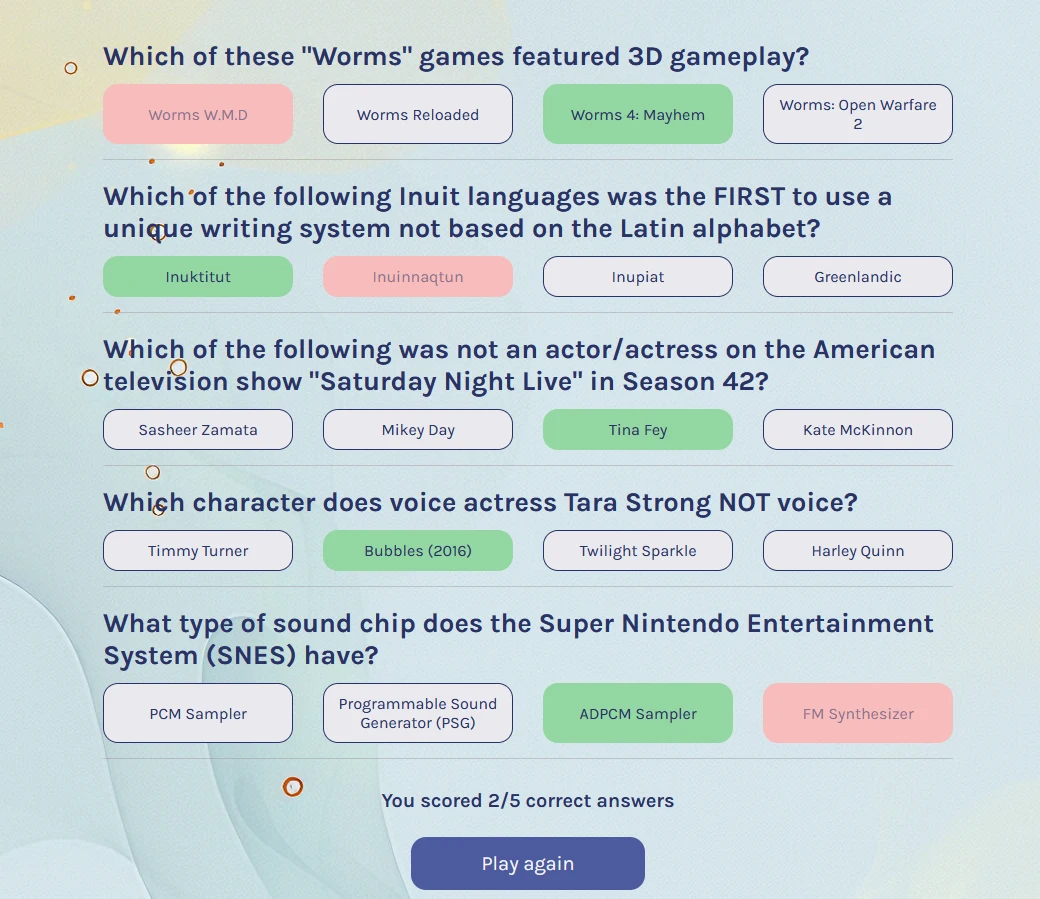 Which of these "Worms" games featured 3D gameplay?
Worms W.M.D
Worms Reloaded
Worms 4: Mayhem
Worms: Open Warfare
2
Which of the following Inuit languages was the FIRST to use a
unique writing system not based on the Latin alphabet?
Inuktitut
Inuinnaqtun
Inupiat
Greenlandic
Which of the following was not an actor/actress on the American
television show "Saturday Night Live" in Season 42?
Sasheer Zamata
Mikey Day
Tina Fey
Kate McKinnon
Which character does voice actress Tara Strong NOT voice?
Timmy Turner
Bubbles (2016)
Twilight Sparkle
Harley Quinn
What type of sound chip does the Super Nintendo Entertainment
System (SNES) have?
PCM Sampler
Programmable Sound
Generator (PSG)
ADPCM Sampler
FM Synthesizer
You scored 2/5 correct answers
Play again